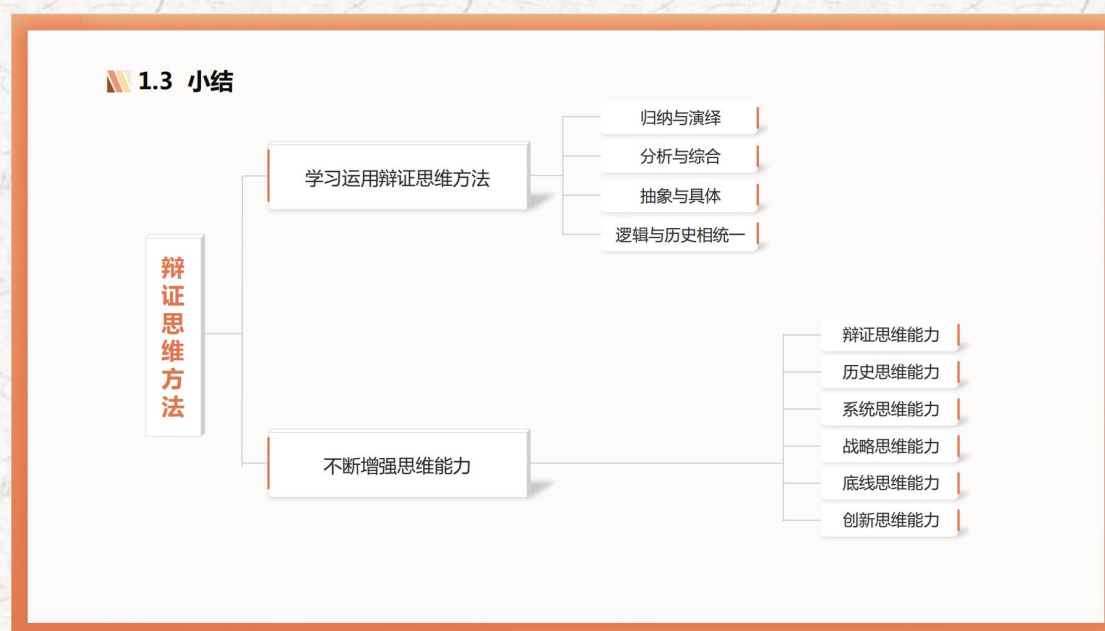 1.3 小结
辩证思维方法
学习运用辩证思维方法
归纳与演绎
分析与综合
抽象与具体
逻辑与历史相统一
不断增强思维能力
辩证思维能力
历史思维能力
系统思维能力
战略思维能力
底线思维能力
创新思维能力